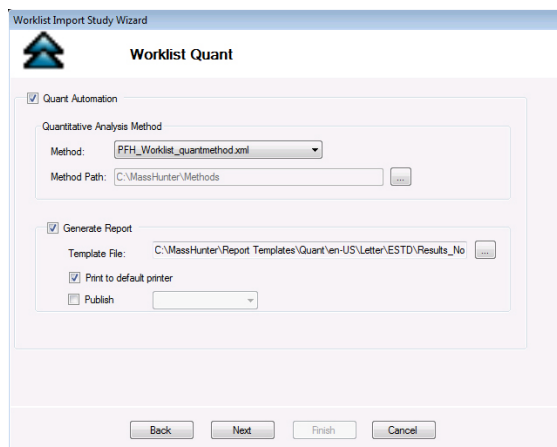 Worklist Import Study Wizard
Worklist Quant
Quant Automation
Quantitative Analysis Method
Method: PFH_Worklist_quantmethod.xml
Method Path: C:\MassHunter\Methods ...
Generate Report
Template File: C:\MassHunter\Report Templates\Quant\en-US\Letter\ESTD\Results_No ...
Print to default printer
Publish
Back Next Finish Cancel